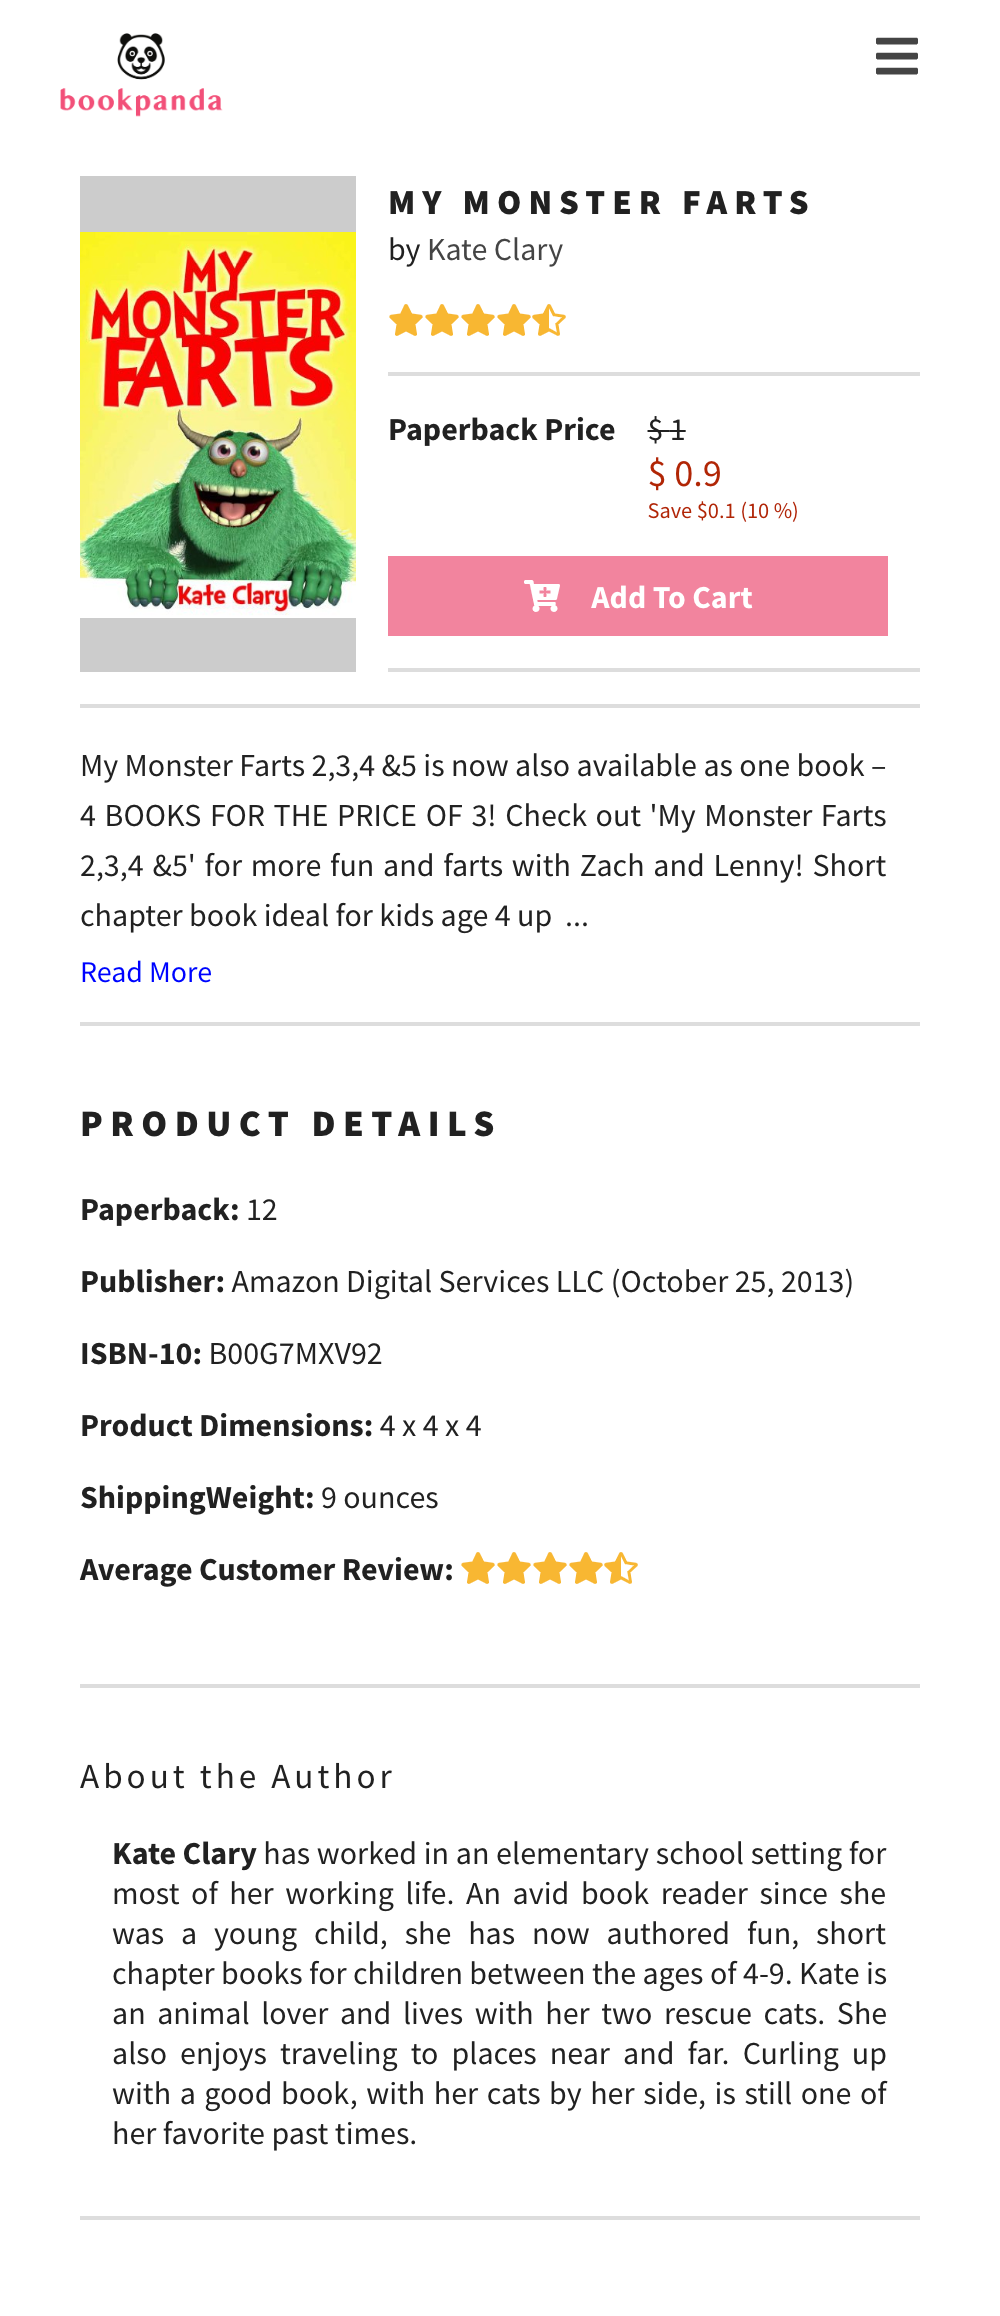 bookpanda
MY MONSTER FARTS
by Kate Clary
MY
MONSTER
FARTS
Kate Clary
Paperback Price $ 1
$ 0.9
Save $0.1 (10 %)
Add To Cart
My Monster Farts 2,3,4 &5 is now also available as one book –
4 BOOKS FOR THE PRICE OF 3! Check out 'My Monster Farts
2,3,4 &5' for more fun and farts with Zach and Lenny! Short
chapter book ideal for kids age 4 up ...
Read More
PRODUCT DETAILS
Paperback: 12
Publisher: Amazon Digital Services LLC (October 25, 2013)
ISBN-10: B00G7MXV92
Product Dimensions: 4 x 4 x 4
ShippingWeight: 9 ounces
Average Customer Review:
About the Author
Kate Clary has worked in an elementary school setting for
most of her working life. An avid book reader since she
was a young child, she has now authored fun, short
chapter books for children between the ages of 4-9. Kate is
an animal lover and lives with her two rescue cats. She
also enjoys traveling to places near and far. Curling up
with a good book, with her cats by her side, is still one of
her favorite past times.